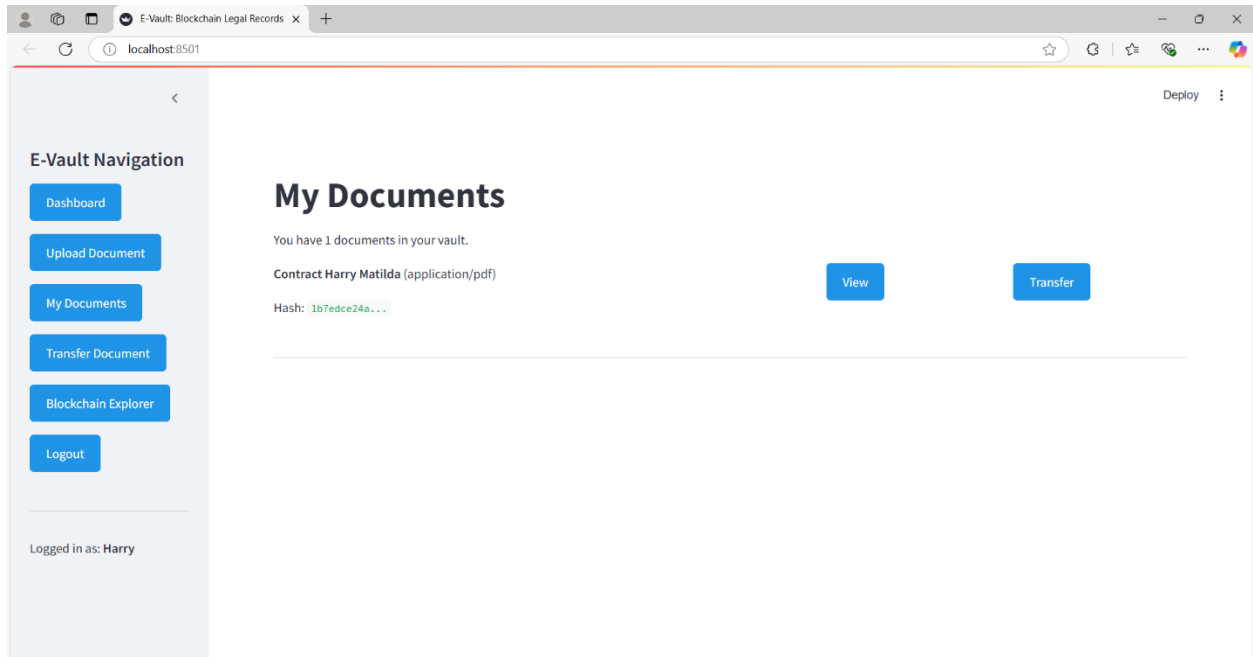 E-Vault: Blockchain Legal Records
localhost:8501
Deploy
E-Vault Navigation
Dashboard
Upload Document
My Documents
Transfer Document
Blockchain Explorer
Logout
Logged in as: Harry
My Documents
You have 1 documents in your vault.
Contract Harry Matilda (application/pdf)
View
Transfer
Hash: 1b7edce24a...